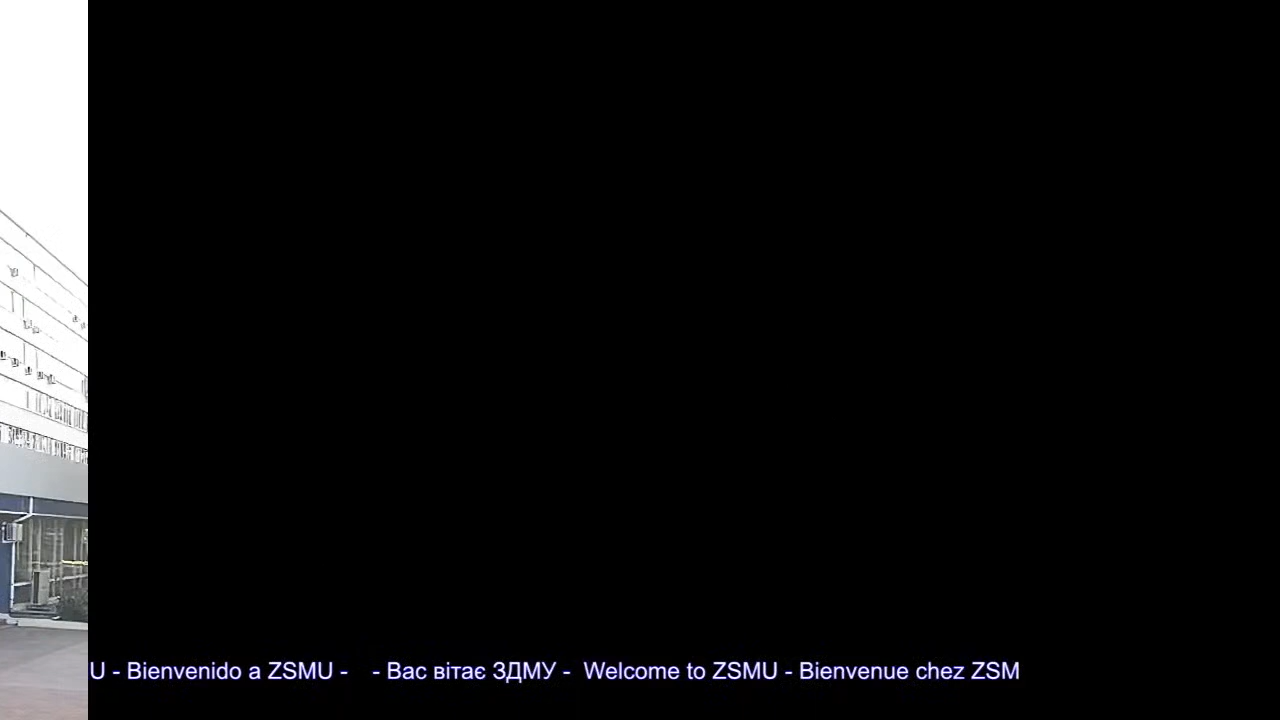 U - Bienvenido a ZSMU -    - Вас вітає ЗДМУ -  Welcome to ZSMU - Bienvenue chez ZSM